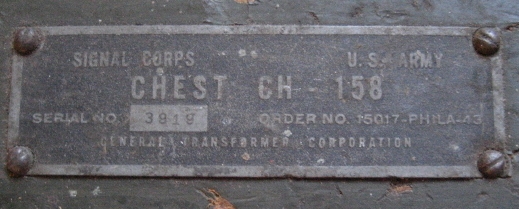 SIGNAL CORPS U.S. ARMY
CHEST CH - 158
SERIAL NO. 3919 ORDER NO. 15017-PHILA-43
GENERAL TRANSFORMER CORPORATION